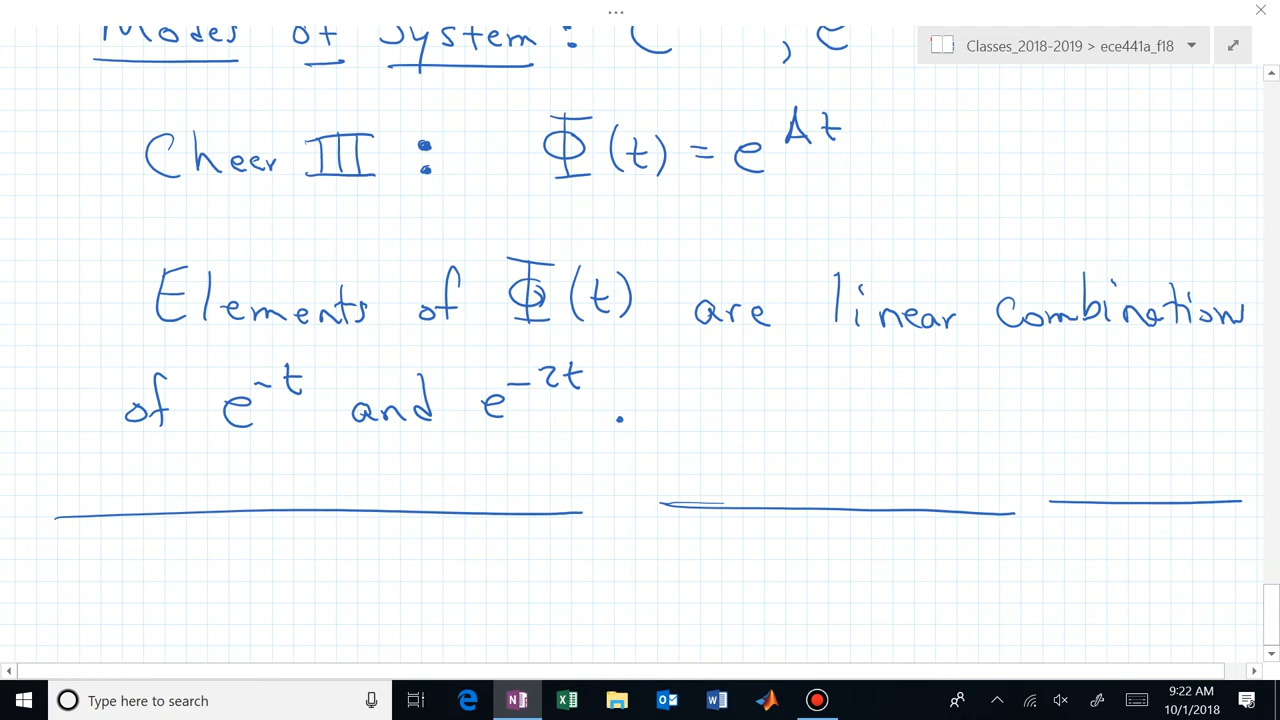 Classes_2018-2019 > ece441a_f18
Modes of System :
Cheer III : Φ(t) = e^{At}
Elements of Φ(t) are linear combination
of e^{-t} and e^{-2t} .
Type here to search
9:22 AM
10/1/2018